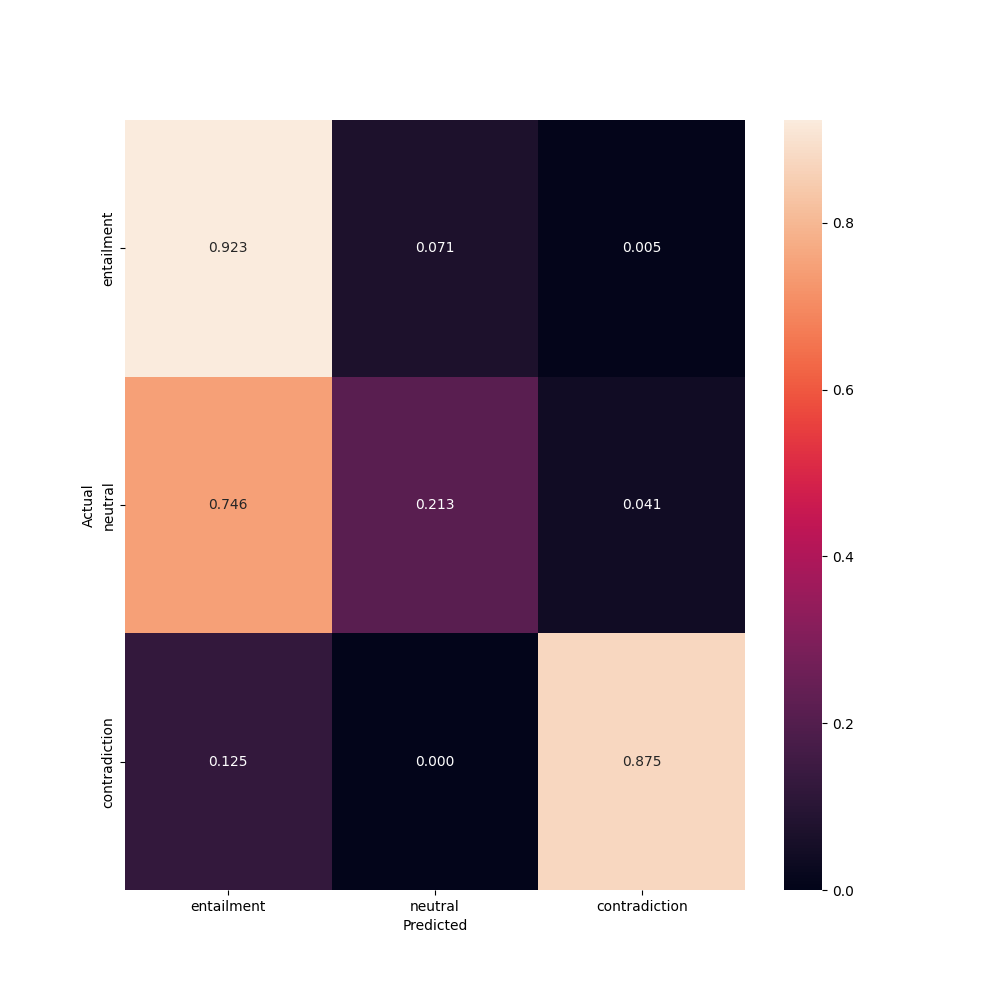 entailment
neutral
contradiction
Actual
0.923 0.071 0.005
0.746 0.213 0.041
0.125 0.000 0.875
entailment neutral contradiction
Predicted
0.8
0.6
0.4
0.2
0.0